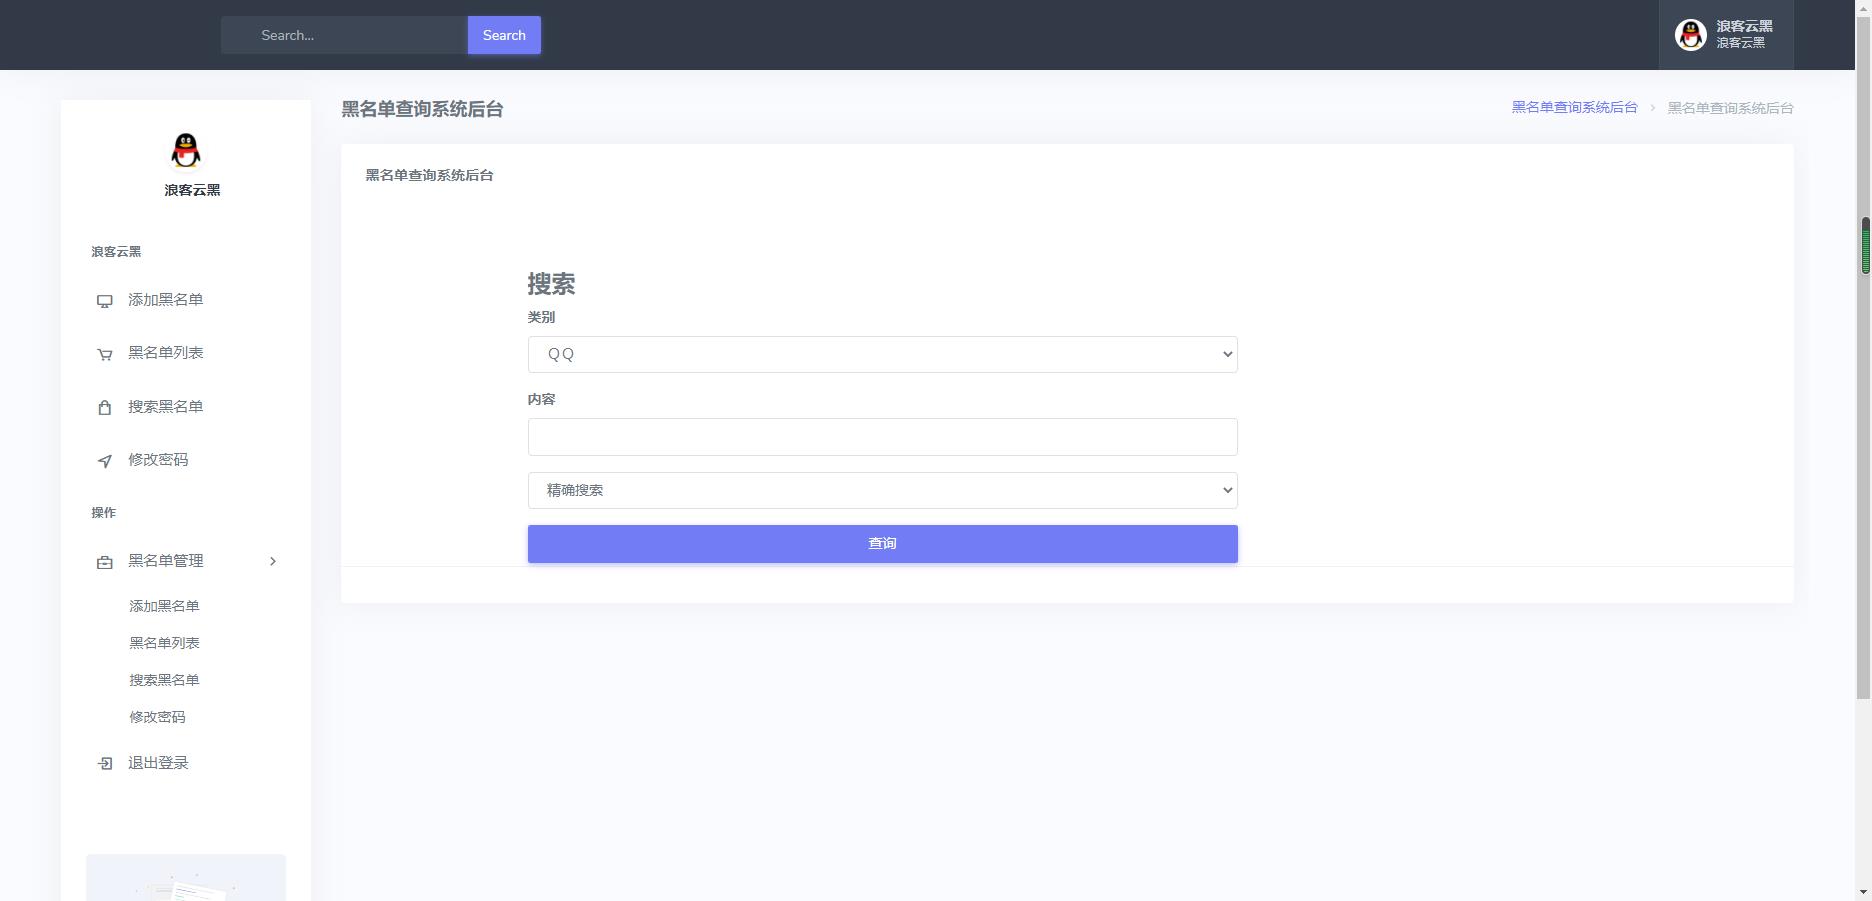 Search...
Search
浪客云黑
浪客云黑
浪客云黑
浪客云黑
添加黑名单
黑名单列表
搜索黑名单
修改密码
操作
黑名单管理
添加黑名单
黑名单列表
搜索黑名单
修改密码
退出登录
黑名单查询系统后台
黑名单查询系统后台
黑名单查询系统后台
黑名单查询系统后台
搜索
类别
QQ
内容
精确搜索
查询